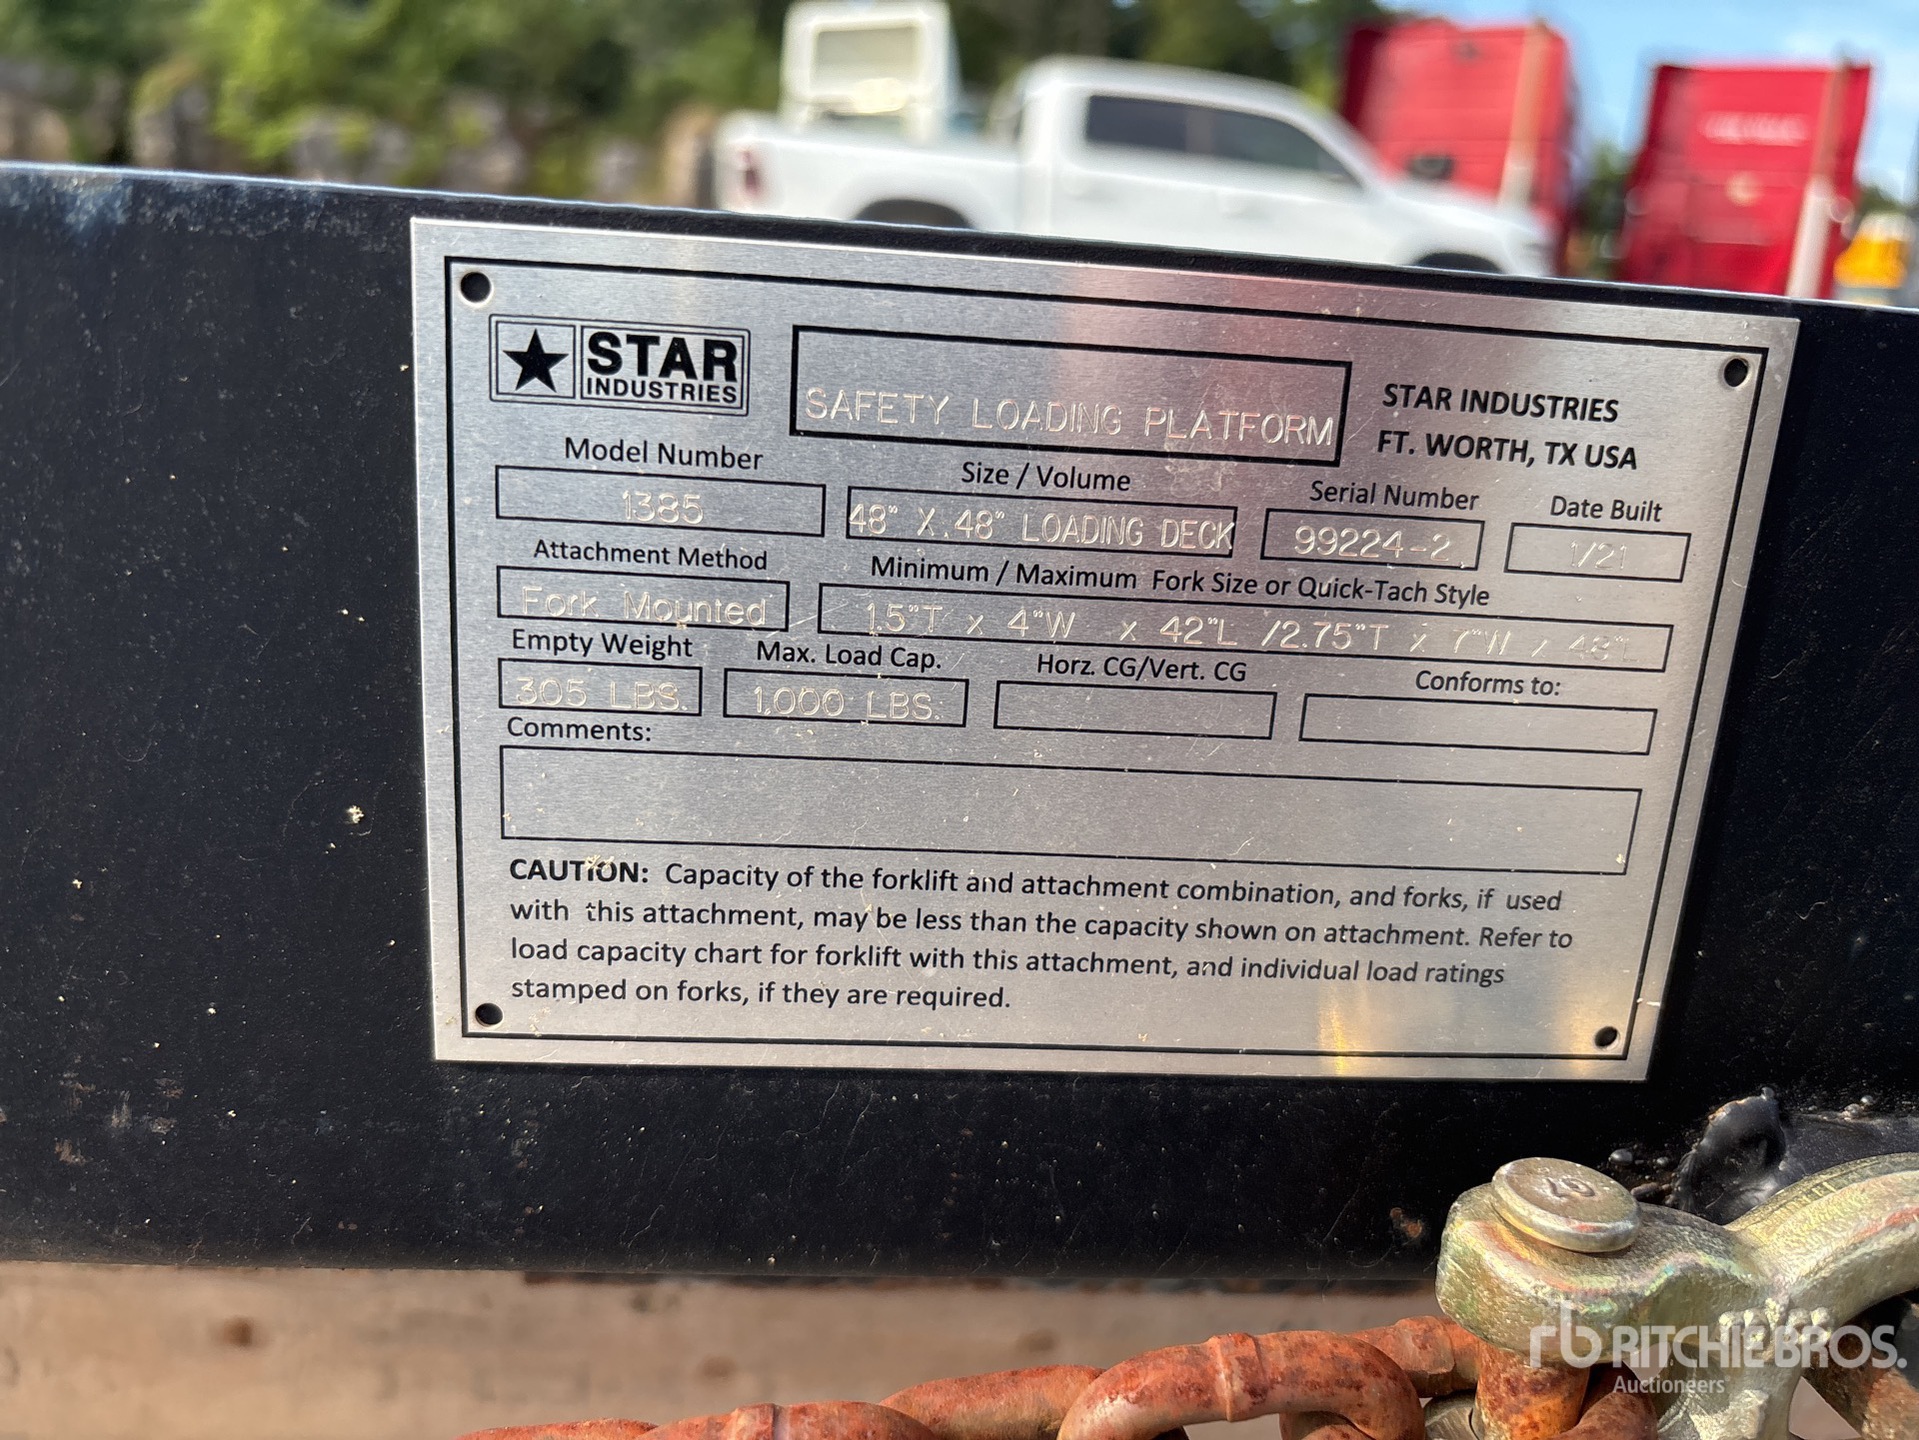 STAR
INDUSTRIES
SAFETY LOADING PLATFORM
STAR INDUSTRIES
FT. WORTH, TX USA
Model Number
1385
Size / Volume
48" X 48" LOADING DECK
Serial Number
99224-2
Date Built
1/21
Attachment Method
Fork Mounted
Minimum / Maximum Fork Size or Quick-Tach Style
1.5"T x 4"W x 42"L /2.75"T x 7"W x 48"L
Empty Weight
305 LBS.
Max. Load Cap.
1,000 LBS.
Horz. CG/Vert. CG
Conforms to:
Comments:
CAUTION: Capacity of the forklift and attachment combination, and forks, if used
with this attachment, may be less than the capacity shown on attachment. Refer to
load capacity chart for forklift with this attachment, and individual load ratings
stamped on forks, if they are required.
rb RITCHIE BROS.
Auctioneers